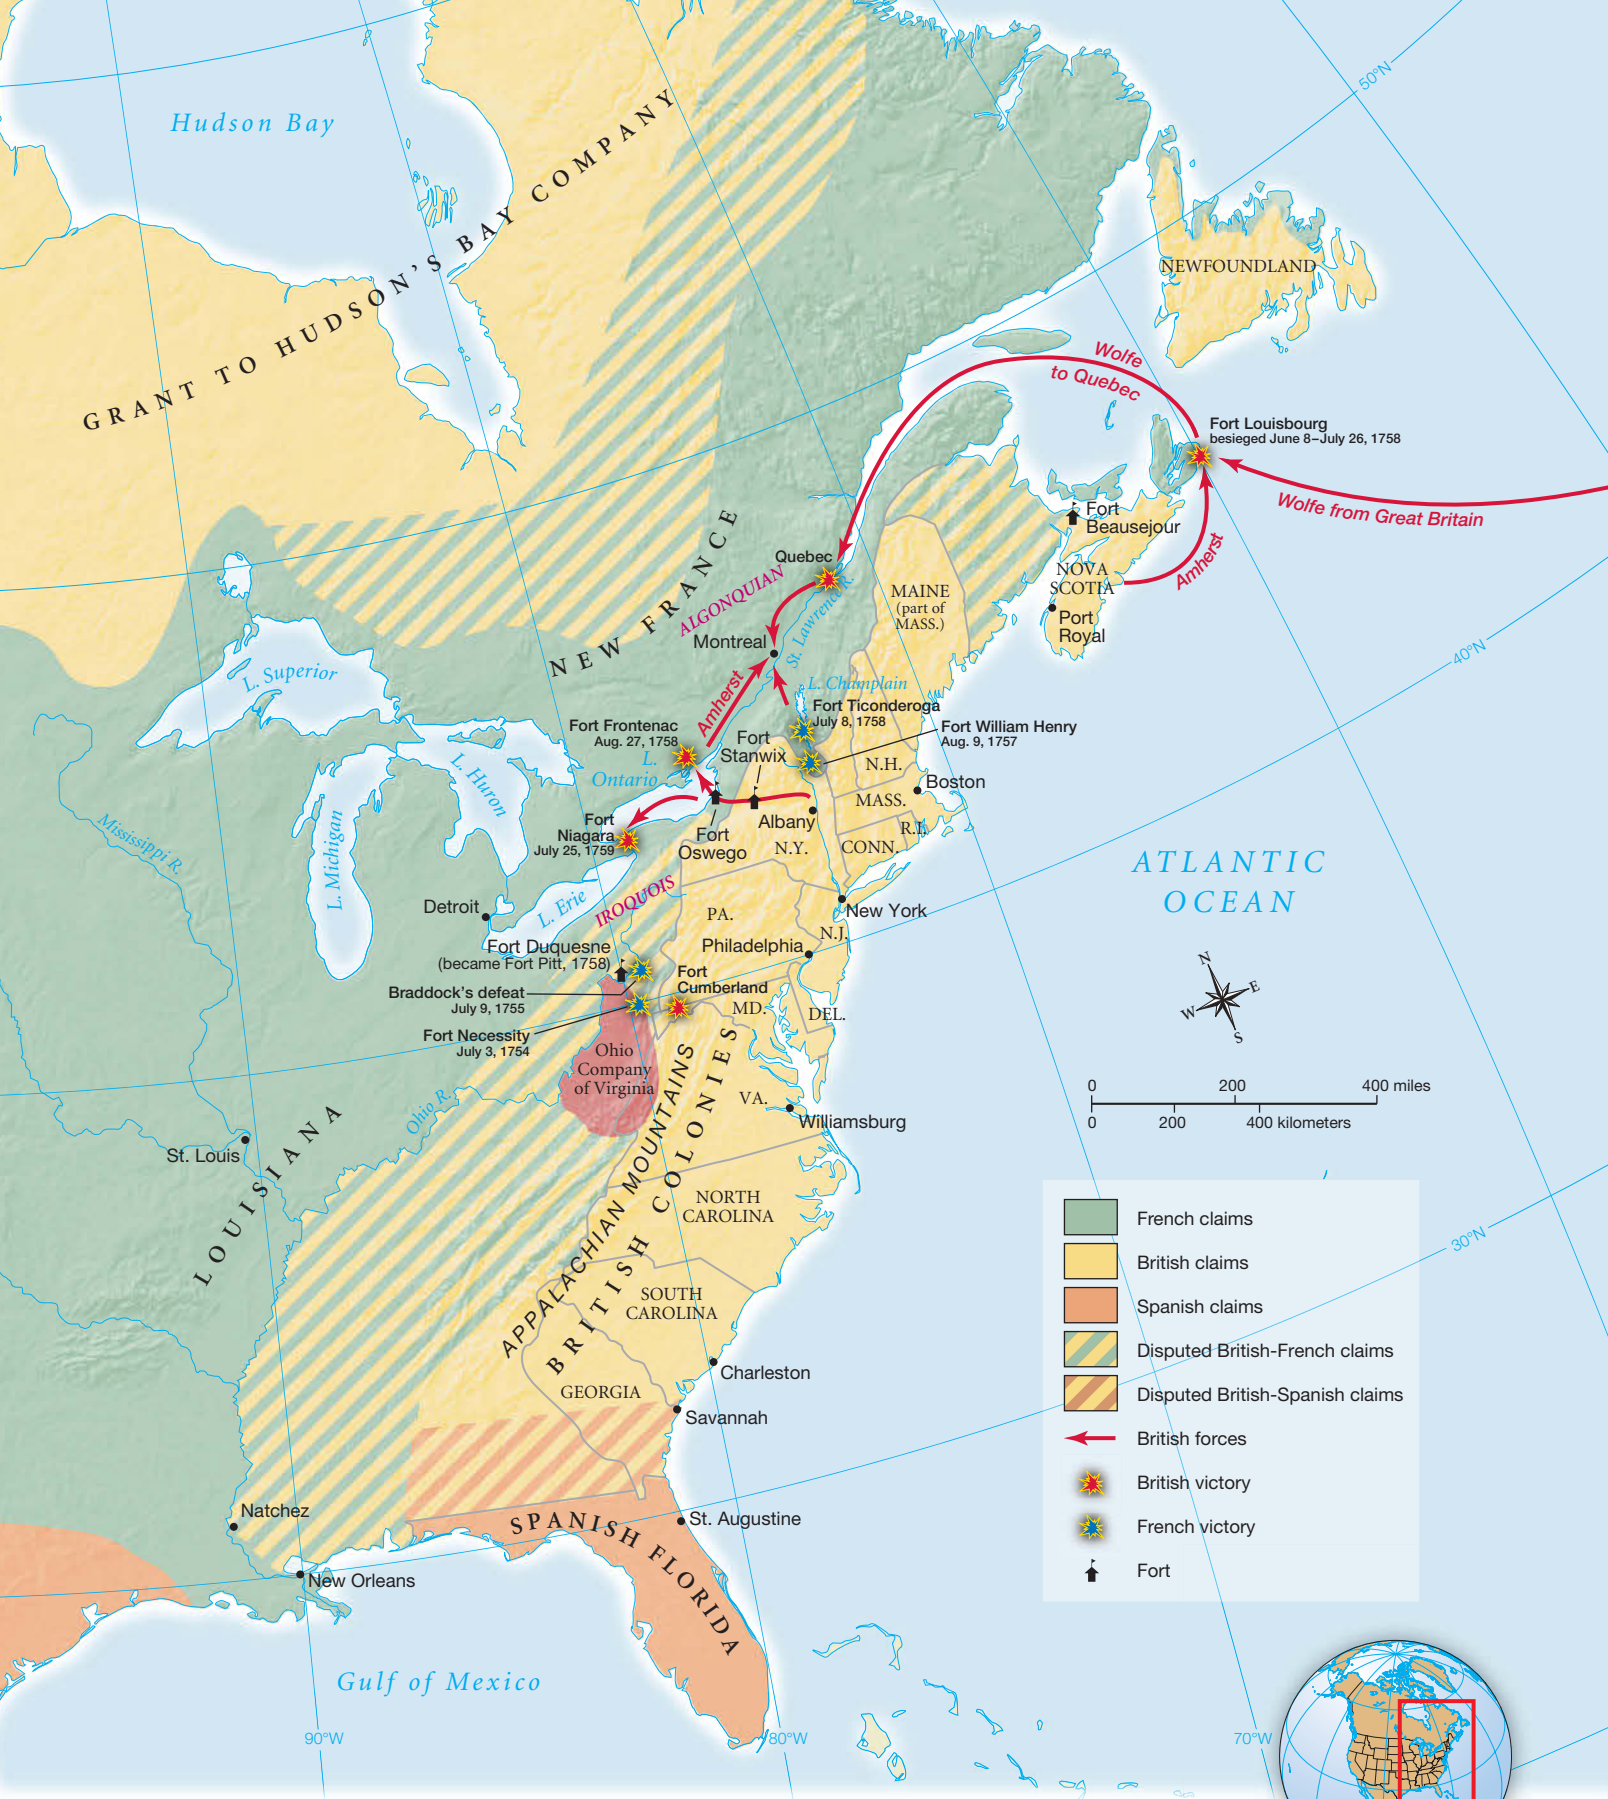 50°N
Hudson Bay
GRANT TO HUDSON'S BAY COMPANY
NEWFOUNDLAND
Wolfe
to Quebec
Fort Louisbourg
besieged June 8–July 26, 1758
Wolfe from Great Britain
Fort
Beausejour
Amherst
NOVA
SCOTIA
Port
Royal
40°N
NEW FRANCE
Quebec
ALGONQUIAN
St. Lawrence R.
MAINE
(part of
MASS.)
Montreal
L. Superior
L. Champlain
Amherst
Fort Ticonderoga
July 8, 1758
Fort Frontenac
Aug. 27, 1758
Fort
Stanwix
Fort William Henry
Aug. 9, 1757
L.
Ontario
L. Huron
N.H.
Boston
MASS.
Mississippi R.
L. Michigan
Fort
Niagara
July 25, 1759
Albany
R.I.
Fort
Oswego
N.Y.
CONN.
ATLANTIC
OCEAN
IROQUOIS
L. Erie
Detroit
PA.
New York
N.J.
Philadelphia
Fort Duquesne
(became Fort Pitt, 1758)
Fort
Cumberland
Braddock's defeat
July 9, 1755
MD.
DEL.
N
E
W
S
Fort Necessity
July 3, 1754
Ohio
Company
of Virginia
0
200
400 miles
0
200
400 kilometers
VA.
Williamsburg
Ohio R.
St. Louis
LOUISIANA
APPALACHIAN MOUNTAINS
BRITISH COLONIES
NORTH
CAROLINA
30°N
SOUTH
CAROLINA
Charleston
GEORGIA
Savannah
French claims
British claims
Spanish claims
Disputed British-French claims
Disputed British-Spanish claims
British forces
British victory
French victory
Fort
Natchez
SPANISH FLORIDA
St. Augustine
New Orleans
Gulf of Mexico
90°W
80°W
70°W